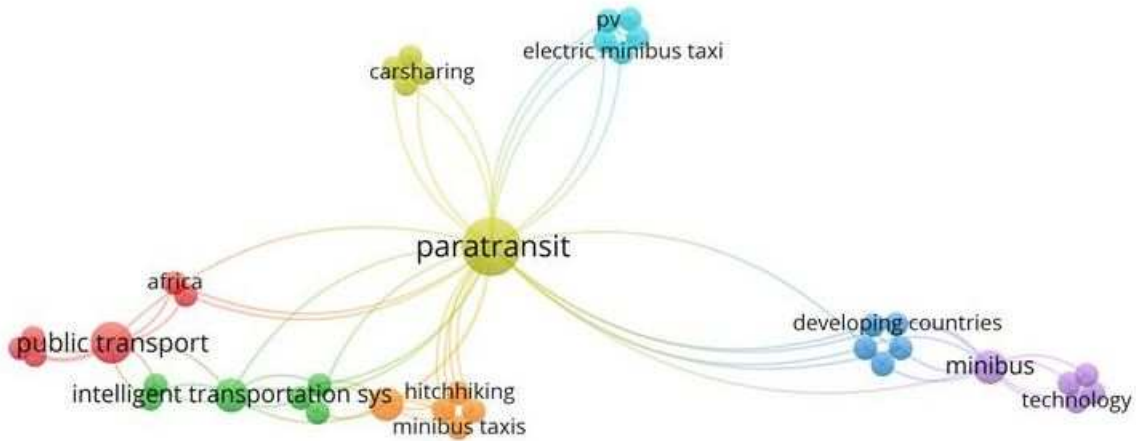 pv
electric minibus taxi
carsharing
paratransit
africa
public transport
developing countries
minibus
technology
intelligent transportation sys
hitchhiking
minibus taxis